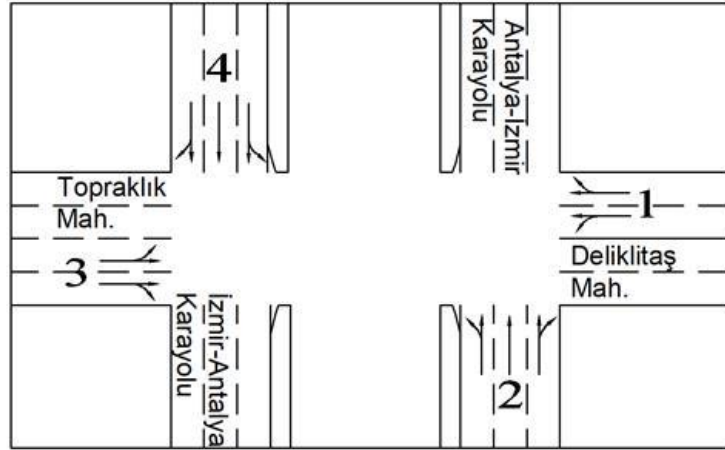 4
Antalya-İzmir
Karayolu
Topraklık
Mah.
1
3
Deliklitaş
Mah.
İzmir-Antalya
Karayolu
2